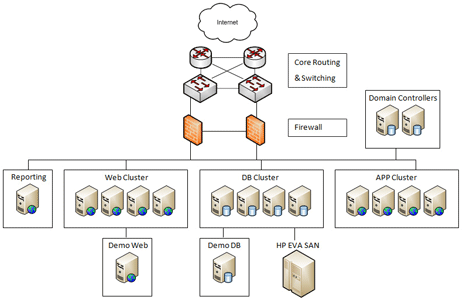 Internet
Core Routing
& Switching
Domain Controllers
Firewall
Reporting
Web Cluster
DB Cluster
APP Cluster
Demo Web
Demo DB
HP EVA SAN